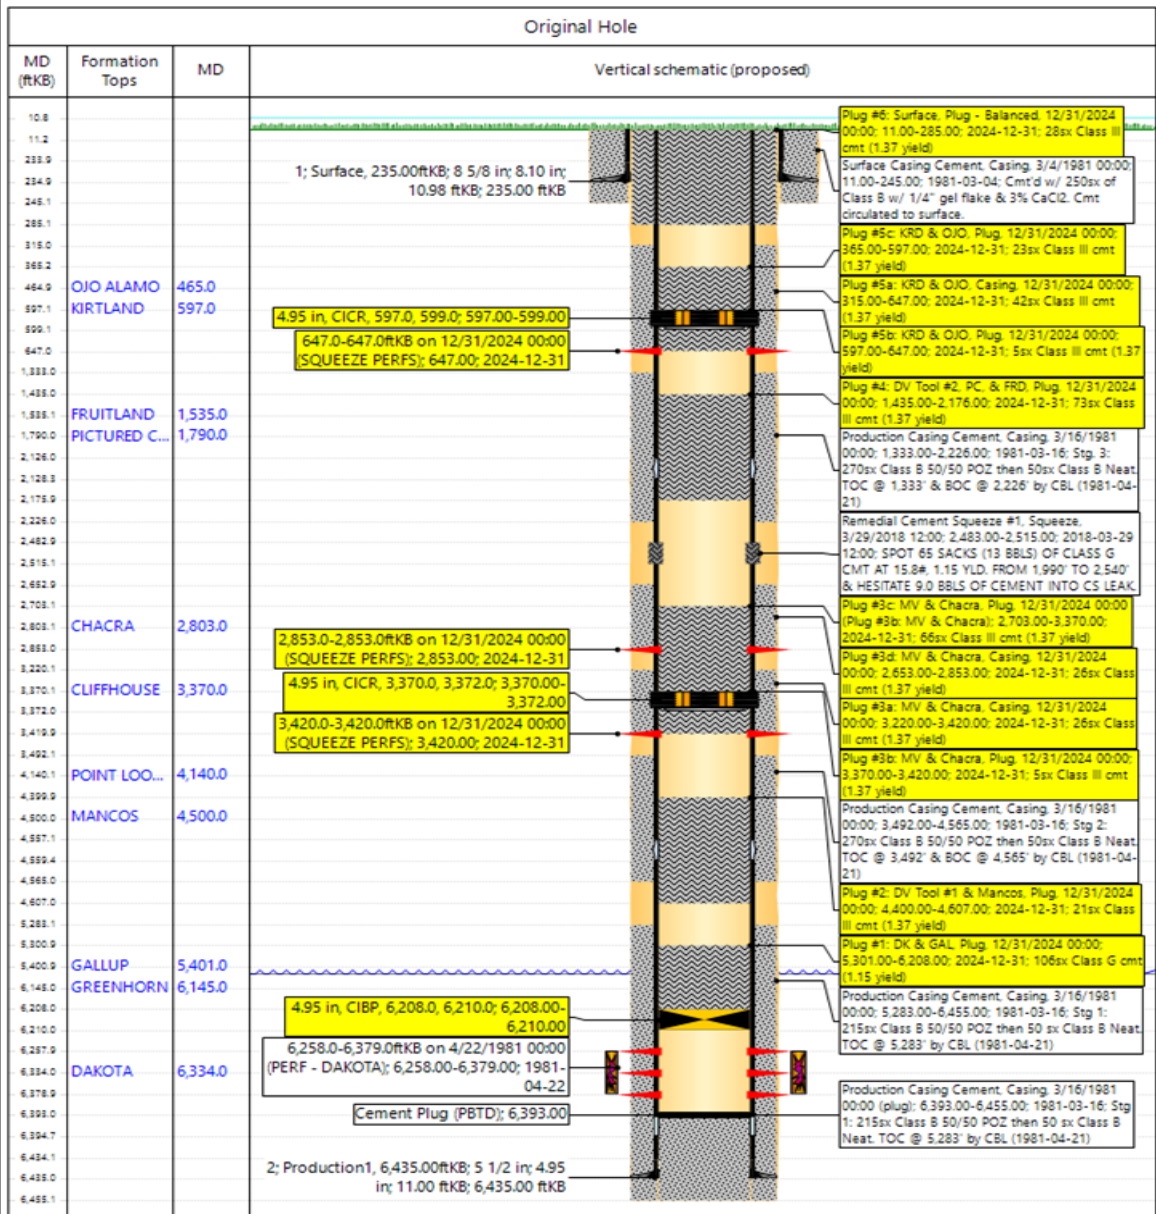 Original Hole
MD
(ftKB)
Formation
Tops
MD
Vertical schematic (proposed)
10.8
11.2
233.9
234.9
245.1
285.1
315.0
365.2
464.9
597.1
599.1
647.0
1,333.0
1,435.0
1,535.1
1,790.0
2,126.0
2,128.3
2,175.9
2,226.0
2,482.9
2,515.1
2,652.9
2,703.1
2,803.1
2,853.0
3,220.1
3,370.1
3,372.0
3,419.9
3,492.1
4,140.1
4,399.9
4,500.0
4,557.1
4,559.4
4,565.0
4,607.0
5,283.1
5,300.9
5,400.9
6,145.0
6,208.0
6,210.0
6,257.9
6,334.0
6,378.9
6,393.0
6,394.7
6,434.1
6,435.0
6,455.1
OJO ALAMO 465.0
KIRTLAND 597.0
FRUITLAND 1,535.0
PICTURED C... 1,790.0
CHACRA 2,803.0
CLIFFHOUSE 3,370.0
POINT LOO... 4,140.0
MANCOS 4,500.0
GALLUP 5,401.0
GREENHORN 6,145.0
DAKOTA 6,334.0
1; Surface, 235.00ftKB; 8 5/8 in; 8.10 in;
10.98 ftKB; 235.00 ftKB
4.95 in, CICR, 597.0, 599.0; 597.00-599.00
647.0-647.0ftKB on 12/31/2024 00:00
(SQUEEZE PERFS); 647.00; 2024-12-31
2,853.0-2,853.0ftKB on 12/31/2024 00:00
(SQUEEZE PERFS); 2,853.00; 2024-12-31
4.95 in, CICR, 3,370.0, 3,372.0; 3,370.00-
3,372.00
3,420.0-3,420.0ftKB on 12/31/2024 00:00
(SQUEEZE PERFS); 3,420.00; 2024-12-31
4.95 in, CIBP, 6,208.0, 6,210.0; 6,208.00-
6,210.00
6,258.0-6,379.0ftKB on 4/22/1981 00:00
(PERF - DAKOTA); 6,258.00-6,379.00; 1981-
04-22
Cement Plug (PBTD); 6,393.00
2; Production1, 6,435.00ftKB; 5 1/2 in; 4.95
in; 11.00 ftKB; 6,435.00 ftKB
Plug #6: Surface, Plug - Balanced, 12/31/2024
00:00; 11.00-285.00; 2024-12-31; 28sx Class III
cmt (1.37 yield)
Surface Casing Cement, Casing, 3/4/1981 00:00;
11.00-245.00; 1981-03-04; Cmt'd w/ 250sx of
Class B w/ 1/4" gel flake & 3% CaCl2. Cmt
circulated to surface.
Plug #5c: KRD & OJO, Plug, 12/31/2024 00:00;
365.00-597.00; 2024-12-31; 23sx Class III cmt
(1.37 yield)
Plug #5a: KRD & OJO, Casing, 12/31/2024 00:00;
315.00-647.00; 2024-12-31; 42sx Class III cmt
(1.37 yield)
Plug #5b: KRD & OJO, Plug, 12/31/2024 00:00;
597.00-647.00; 2024-12-31; 5sx Class III cmt (1.37
yield)
Plug #4: DV Tool #2, PC, & FRD, Plug, 12/31/2024
00:00; 1,435.00-2,176.00; 2024-12-31; 73sx Class
III cmt (1.37 yield)
Production Casing Cement, Casing, 3/16/1981
00:00; 1,333.00-2,226.00; 1981-03-16; Stg. 3:
270sx Class B 50/50 POZ then 50sx Class B Neat.
TOC @ 1,333' & BOC @ 2,226' by CBL (1981-04-
21)
Remedial Cement Squeeze #1, Squeeze,
3/29/2018 12:00; 2,483.00-2,515.00; 2018-03-29
12:00; SPOT 65 SACKS (13 BBLS) OF CLASS G
CMT AT 15.8#, 1.15 YLD. FROM 1,990' TO 2,540'
& HESITATE 9.0 BBLS OF CEMENT INTO CS LEAK.
Plug #3c: MV & Chacra, Plug, 12/31/2024 00:00
(Plug #3b: MV & Chacra); 2,703.00-3,370.00;
2024-12-31; 66sx Class III cmt (1.37 yield)
Plug #3d: MV & Chacra, Casing, 12/31/2024
00:00; 2,653.00-2,853.00; 2024-12-31; 26sx Class
III cmt (1.37 yield)
Plug #3a: MV & Chacra, Casing, 12/31/2024
00:00; 3,220.00-3,420.00; 2024-12-31; 26sx Class
III cmt (1.37 yield)
Plug #3b: MV & Chacra, Plug, 12/31/2024 00:00;
3,370.00-3,420.00; 2024-12-31; 5sx Class III cmt
(1.37 yield)
Production Casing Cement, Casing, 3/16/1981
00:00; 3,492.00-4,565.00; 1981-03-16; Stg 2:
270sx Class B 50/50 POZ then 50sx Class B Neat.
TOC @ 3,492' & BOC @ 4,565' by CBL (1981-04-
21)
Plug #2: DV Tool #1 & Mancos, Plug, 12/31/2024
00:00; 4,400.00-4,607.00; 2024-12-31; 21sx Class
III cmt (1.37 yield)
Plug #1: DK & GAL, Plug, 12/31/2024 00:00;
5,301.00-6,208.00; 2024-12-31; 106sx Class G cmt
(1.15 yield)
Production Casing Cement, Casing, 3/16/1981
00:00; 5,283.00-6,455.00; 1981-03-16; Stg 1:
215sx Class B 50/50 POZ then 50 sx Class B Neat.
TOC @ 5,283' by CBL (1981-04-21)
Production Casing Cement, Casing, 3/16/1981
00:00 (plug); 6,393.00-6,455.00; 1981-03-16; Stg
1: 215sx Class B 50/50 POZ then 50 sx Class B
Neat. TOC @ 5,283' by CBL (1981-04-21)